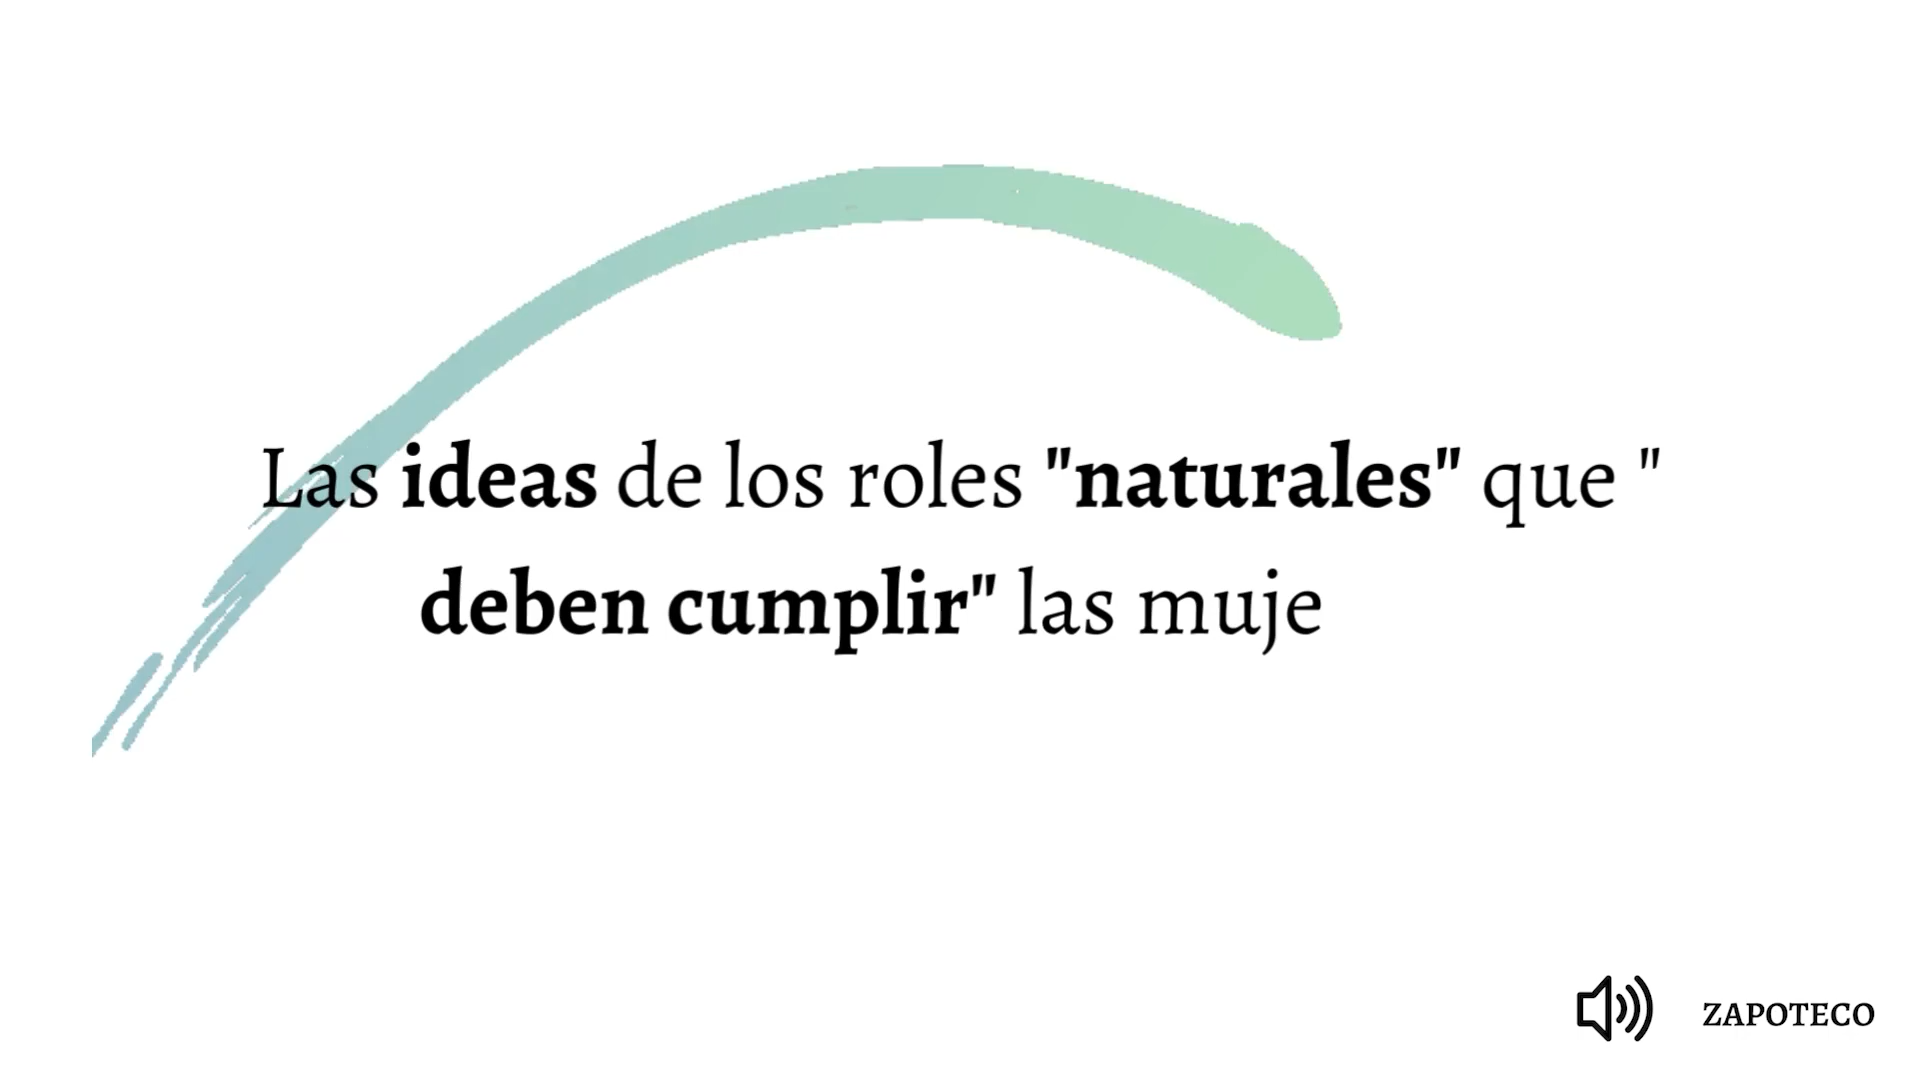 Las ideas de los roles "naturales" que "
deben cumplir" las muje
ZAPOTECO